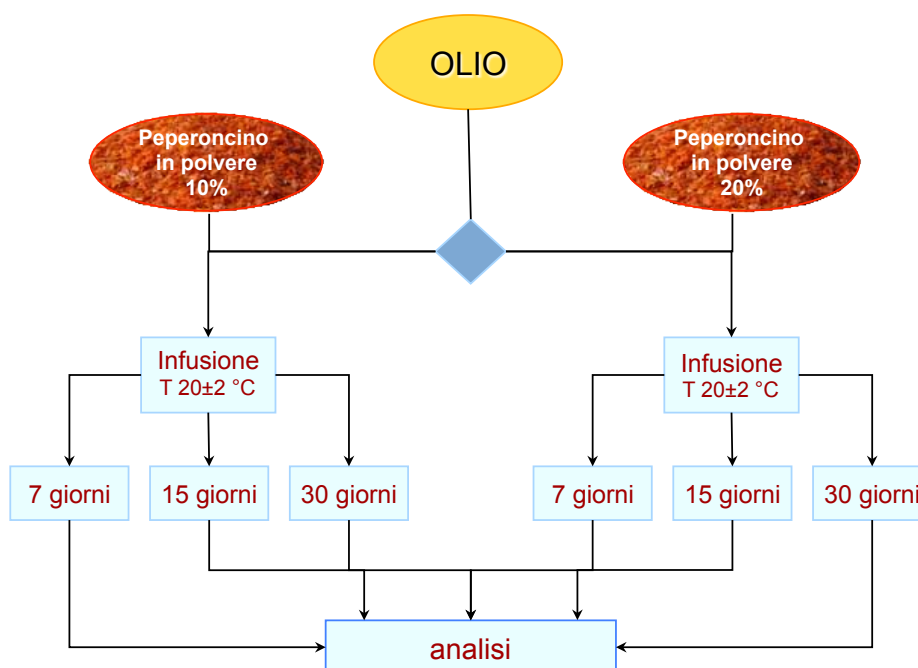 OLIO
Peperoncino
in polvere
10%
Peperoncino
in polvere
20%
Infusione
T 20±2 °C
Infusione
T 20±2 °C
7 giorni
15 giorni
30 giorni
7 giorni
15 giorni
30 giorni
analisi